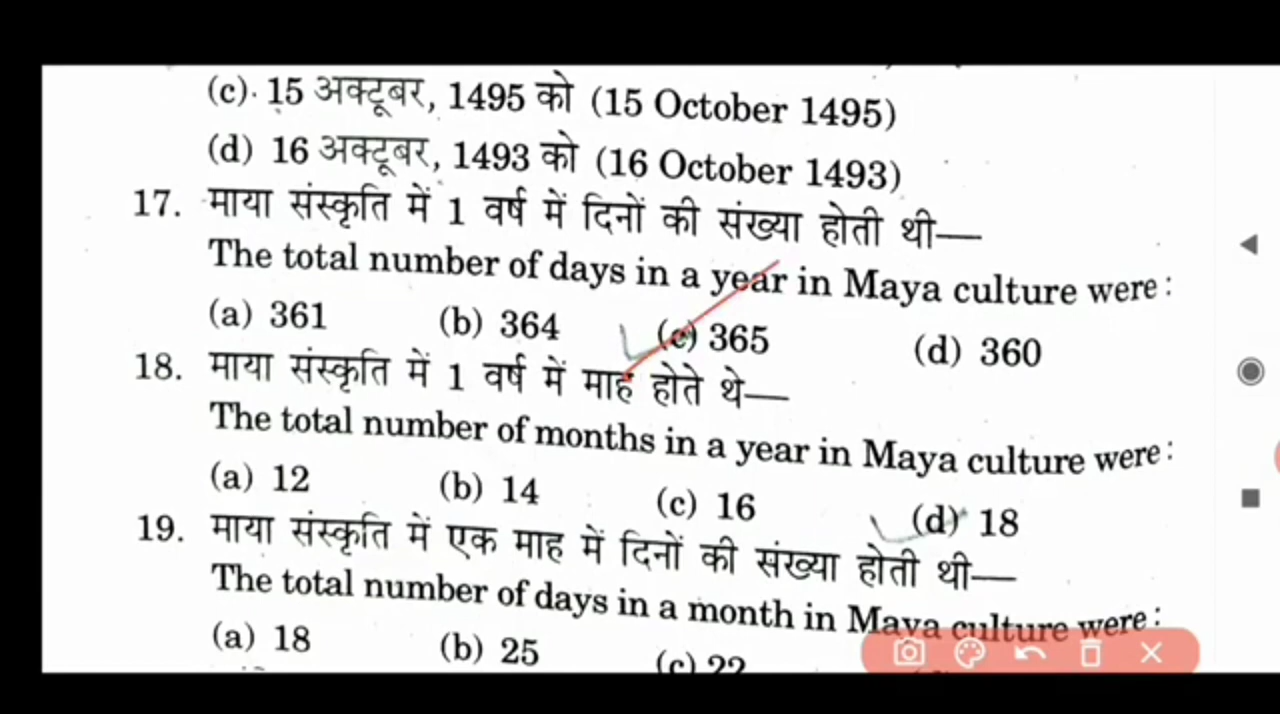 (c). 15 अक्टूबर, 1495 को (15 October 1495)
(d) 16 अक्टूबर, 1493 को (16 October 1493)
17. माया संस्कृति में 1 वर्ष में दिनों की संख्या होती थी—
The total number of days in a year in Maya culture were :
(a) 361 (b) 364 (c) 365 (d) 360
18. माया संस्कृति में 1 वर्ष में माह होते थे—
The total number of months in a year in Maya culture were :
(a) 12 (b) 14 (c) 16 (d) 18
19. माया संस्कृति में एक माह में दिनों की संख्या होती थी—
The total number of days in a month in Maya culture were :
(a) 18 (b) 25 (c) 22